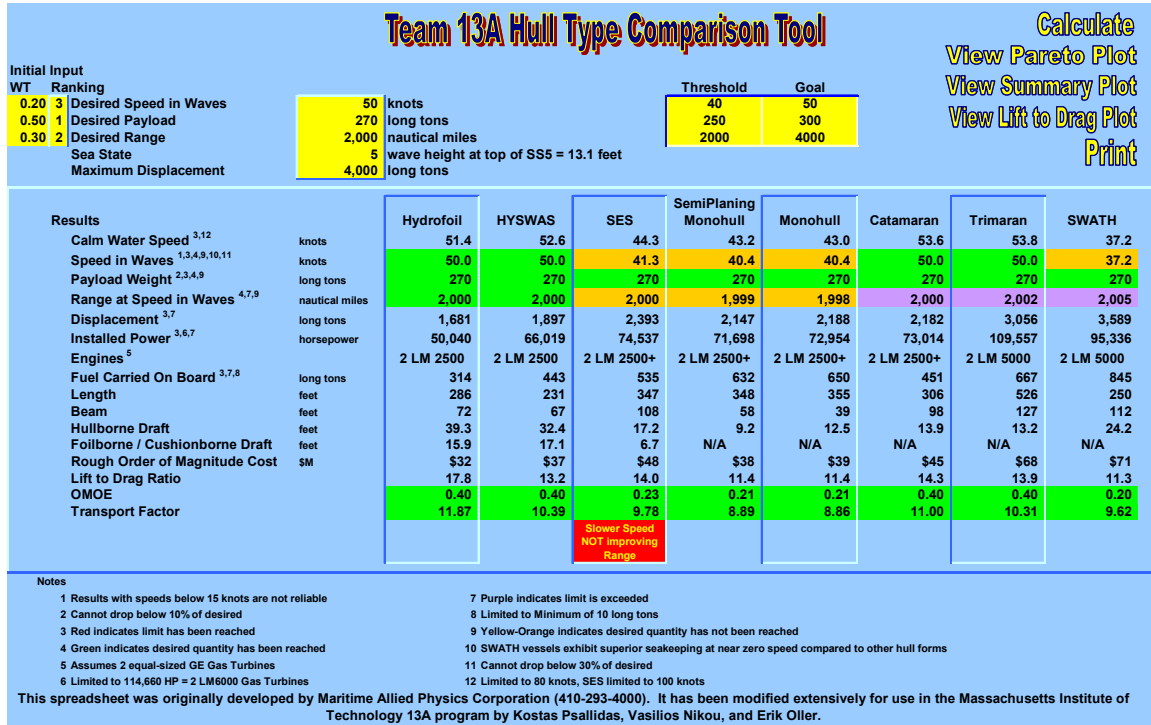 Team 13A Hull Type Comparison Tool
Calculate
View Pareto Plot
View Summary Plot
View Lift to Drag Plot
Print
Initial Input
WT Ranking Threshold Goal
0.20 3 Desired Speed in Waves 50 knots 40 50
0.50 1 Desired Payload 270 long tons 250 300
0.30 2 Desired Range 2,000 nautical miles 2000 4000
Sea State 5 wave height at top of SS5 = 13.1 feet
Maximum Displacement 4,000 long tons
Results Hydrofoil HYSWAS SES SemiPlaning Monohull Monohull Catamaran Trimaran SWATH
Calm Water Speed 3,12 knots 51.4 52.6 44.3 43.2 43.0 53.6 53.8 37.2
Speed in Waves 1,3,4,9,10,11 knots 50.0 50.0 41.3 40.4 40.4 50.0 50.0 37.2
Payload Weight 2,3,4,9 long tons 270 270 270 270 270 270 270 270
Range at Speed in Waves 4,7,9 nautical miles 2,000 2,000 2,000 1,999 1,998 2,000 2,002 2,005
Displacement 3,7 long tons 1,681 1,897 2,393 2,147 2,188 2,182 3,056 3,589
Installed Power 3,6,7 horsepower 50,040 66,019 74,537 71,698 72,954 73,014 109,557 95,336
Engines 5 2 LM 2500 2 LM 2500 2 LM 2500+ 2 LM 2500+ 2 LM 2500+ 2 LM 2500+ 2 LM 5000 2 LM 5000
Fuel Carried On Board 3,7,8 long tons 314 443 535 632 650 451 667 845
Length feet 286 231 347 348 355 306 526 250
Beam feet 72 67 108 58 39 98 127 112
Hullborne Draft feet 39.3 32.4 17.2 9.2 12.5 13.9 13.2 24.2
Foilborne / Cushionborne Draft feet 15.9 17.1 6.7 N/A N/A N/A N/A N/A
Rough Order of Magnitude Cost $M $32 $37 $48 $38 $39 $45 $68 $71
Lift to Drag Ratio 17.8 13.2 14.0 11.4 11.4 14.3 13.9 11.3
OMOE 0.40 0.40 0.23 0.21 0.21 0.40 0.40 0.20
Transport Factor 11.87 10.39 9.78 8.89 8.86 11.00 10.31 9.62
Slower Speed
NOT improving
Range
Notes
1 Results with speeds below 15 knots are not reliable
2 Cannot drop below 10% of desired
3 Red indicates limit has been reached
4 Green indicates desired quantity has been reached
5 Assumes 2 equal-sized GE Gas Turbines
6 Limited to 114,660 HP = 2 LM6000 Gas Turbines
7 Purple indicates limit is exceeded
8 Limited to Minimum of 10 long tons
9 Yellow-Orange indicates desired quantity has not been reached
10 SWATH vessels exhibit superior seakeeping at near zero speed compared to other hull forms
11 Cannot drop below 30% of desired
12 Limited to 80 knots, SES limited to 100 knots
This spreadsheet was originally developed by Maritime Allied Physics Corporation (410-293-4000). It has been modified extensively for use in the Massachusetts Institute of
Technology 13A program by Kostas Psallidas, Vasilios Nikou, and Erik Oller.